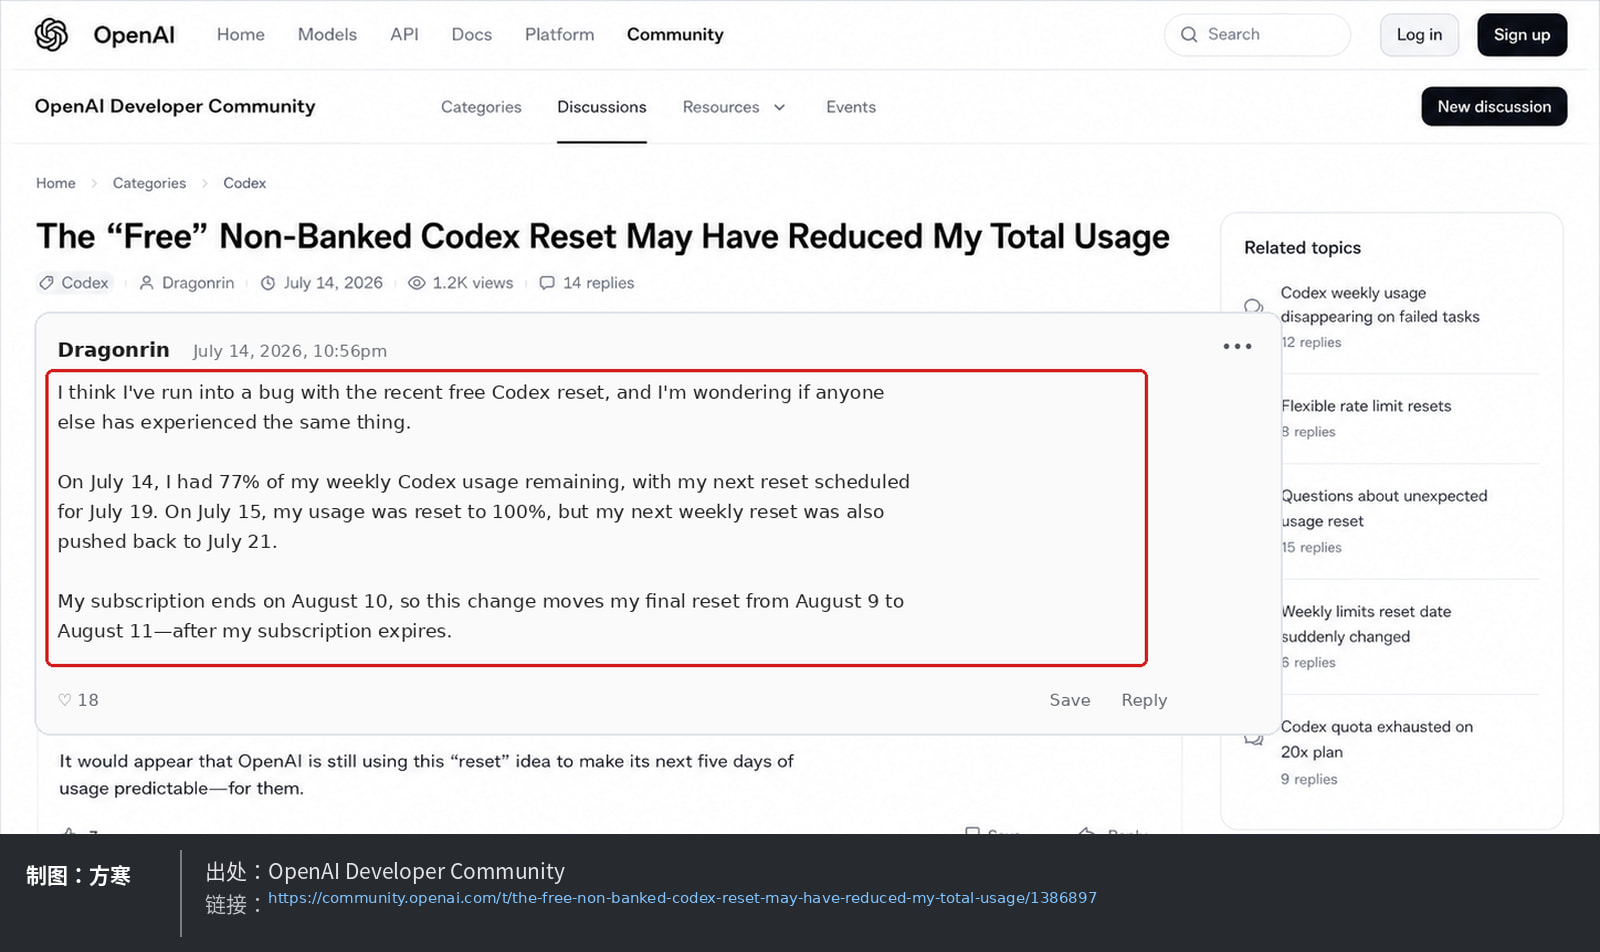 OpenAI Home Models API Docs Platform Community Search Log in Sign up
OpenAI Developer Community Categories Discussions Resources Events New discussion
Home Categories Codex
The “Free” Non-Banked Codex Reset May Have Reduced My Total Usage
Codex Dragonrin July 14, 2026 1.2K views 14 replies
Dragonrin July 14, 2026, 10:56pm
I think I've run into a bug with the recent free Codex reset, and I'm wondering if anyone
else has experienced the same thing.
On July 14, I had 77% of my weekly Codex usage remaining, with my next reset scheduled
for July 19. On July 15, my usage was reset to 100%, but my next weekly reset was also
pushed back to July 21.
My subscription ends on August 10, so this change moves my final reset from August 9 to
August 11—after my subscription expires.
♡ 18 Save Reply
It would appear that OpenAI is still using this “reset” idea to make its next five days of
usage predictable—for them.
Related topics
Codex weekly usage
disappearing on failed tasks
12 replies
Flexible rate limit resets
8 replies
Questions about unexpected
usage reset
15 replies
Weekly limits reset date
suddenly changed
6 replies
Codex quota exhausted on
20x plan
9 replies
制图：方寒
出处：OpenAI Developer Community
链接：https://community.openai.com/t/the-free-non-banked-codex-reset-may-have-reduced-my-total-usage/1386897